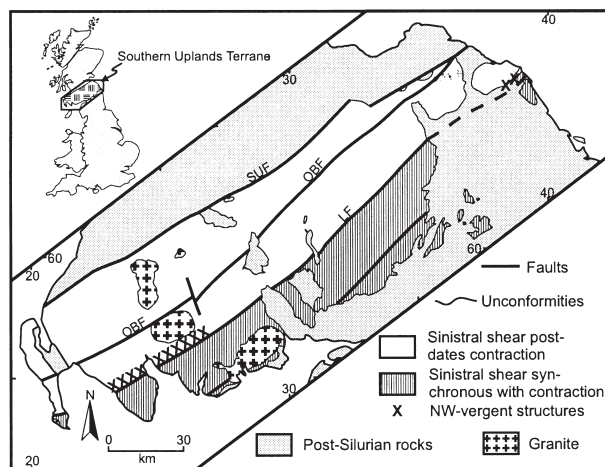 Southern Uplands Terrane
40
30
SUF
OBF
LF
40
60
20
60
OBF
Faults
Unconformities
Sinistral shear post-
dates contraction
Sinistral shear syn-
chronous with contraction
X NW-vergent structures
30
N
0 30
km
20
Post-Silurian rocks
Granite